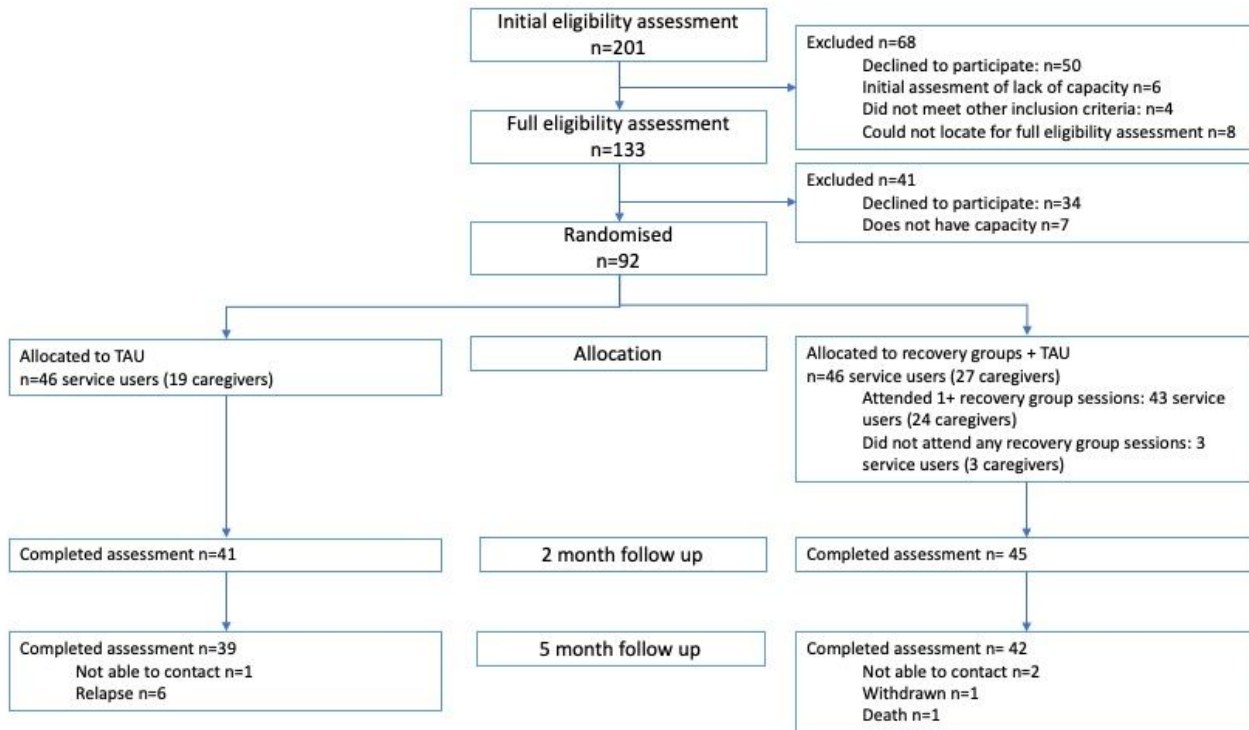 Initial eligibility assessment
n=201
Excluded n=68
Declined to participate: n=50
Initial assesment of lack of capacity n=6
Did not meet other inclusion criteria: n=4
Could not locate for full eligibility assessment n=8
Full eligibility assessment
n=133
Excluded n=41
Declined to participate: n=34
Does not have capacity n=7
Randomised
n=92
Allocated to TAU
n=46 service users (19 caregivers)
Allocation
Allocated to recovery groups + TAU
n=46 service users (27 caregivers)
Attended 1+ recovery group sessions: 43 service
users (24 caregivers)
Did not attend any recovery group sessions: 3
service users (3 caregivers)
Completed assessment n=41
2 month follow up
Completed assessment n= 45
Completed assessment n=39
Not able to contact n=1
Relapse n=6
5 month follow up
Completed assessment n= 42
Not able to contact n=2
Withdrawn n=1
Death n=1